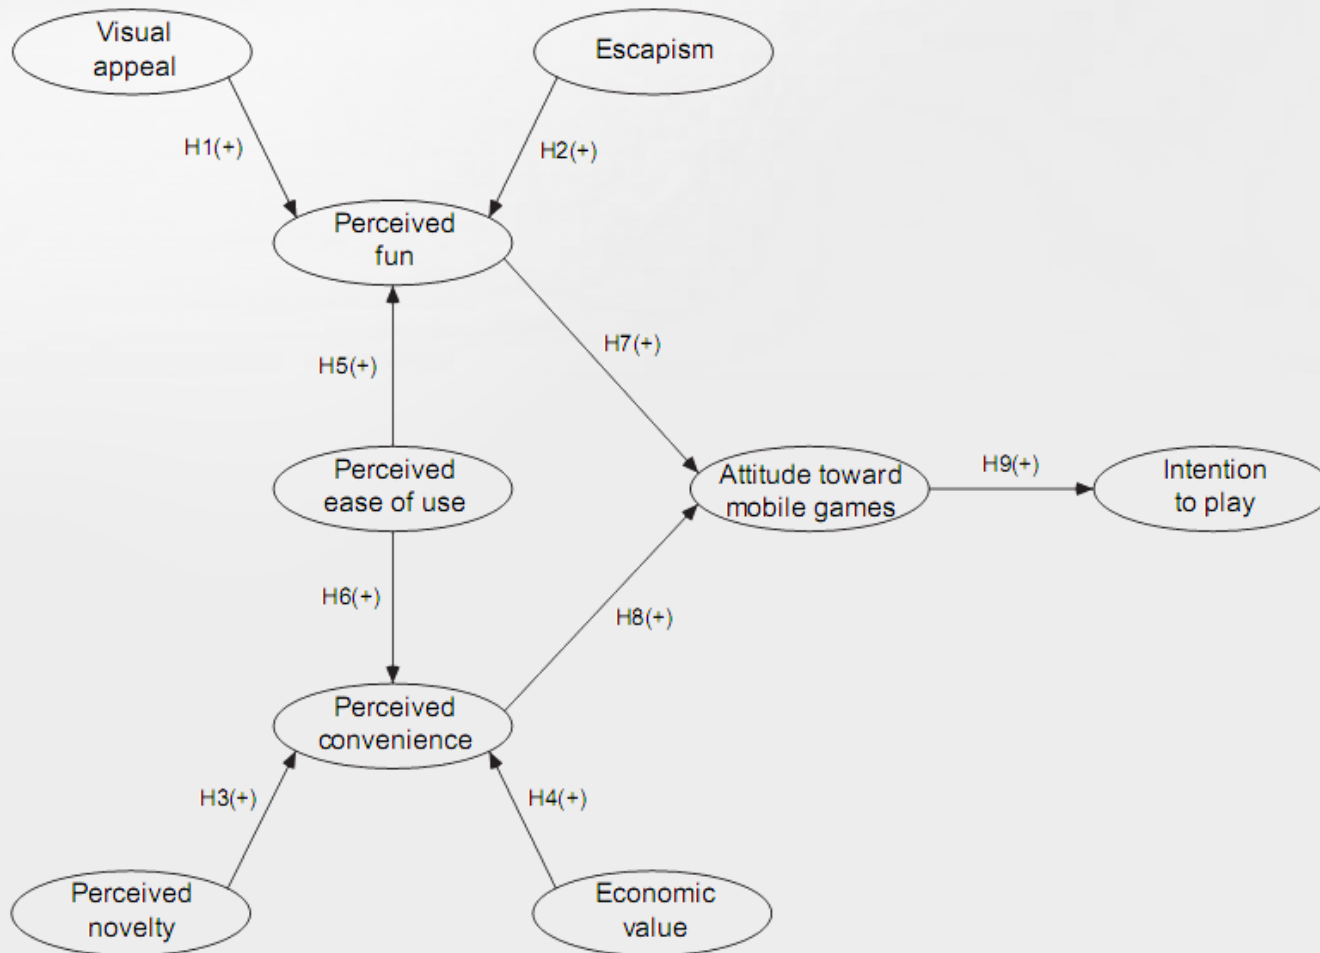 Visual
appeal
Escapism
H1(+)
H2(+)
Perceived
fun
H7(+)
H5(+)
Perceived
ease of use
Attitude toward
mobile games
H9(+)
Intention
to play
H6(+)
H8(+)
Perceived
convenience
H3(+)
H4(+)
Perceived
novelty
Economic
value